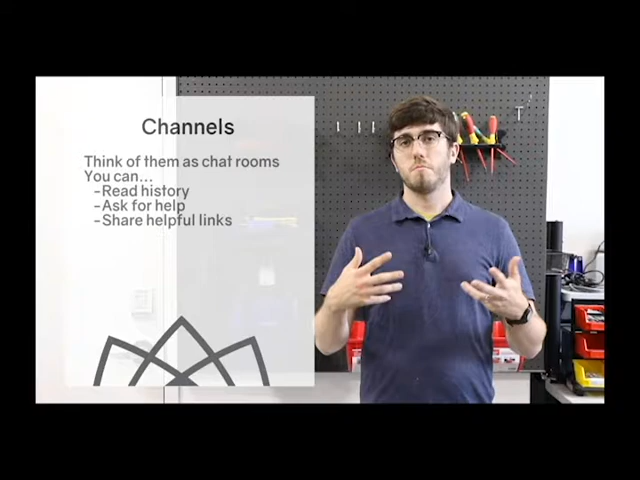 Channels
Think of them as chat rooms
You can...
-Read history
-Ask for help
-Share helpful links